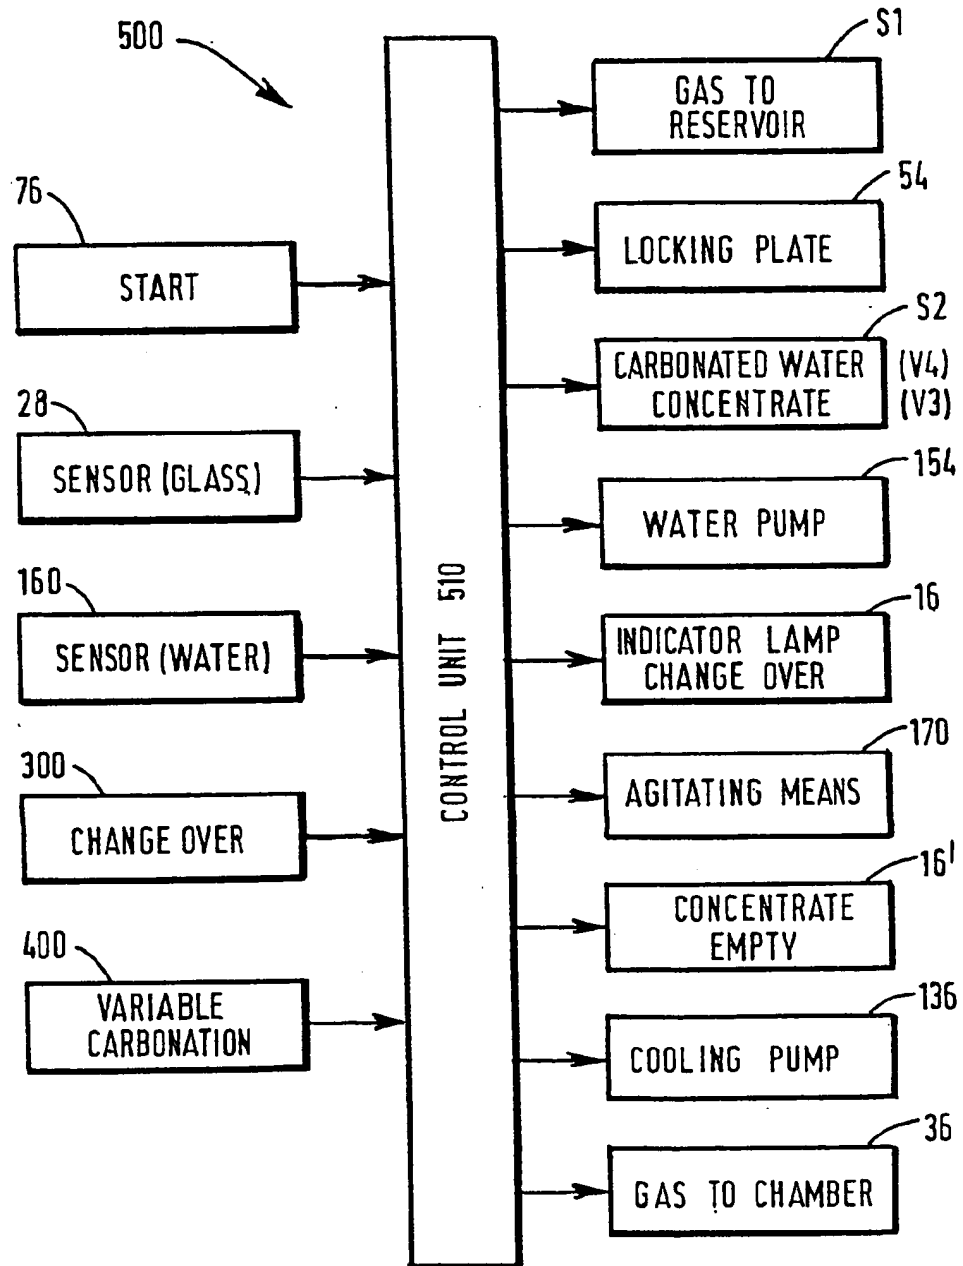 500
S1
GAS TO
RESERVOIR
76
START
54
LOCKING PLATE
S2
CARBONATED WATER (V4)
CONCENTRATE (V3)
28
SENSOR (GLASS)
154
WATER PUMP
160
SENSOR (WATER)
16
INDICATOR LAMP
CHANGE OVER
CONTROL UNIT 510
300
CHANGE OVER
170
AGITATING MEANS
16'
CONCENTRATE
EMPTY
400
VARIABLE
CARBONATION
136
COOLING PUMP
36
GAS TO CHAMBER